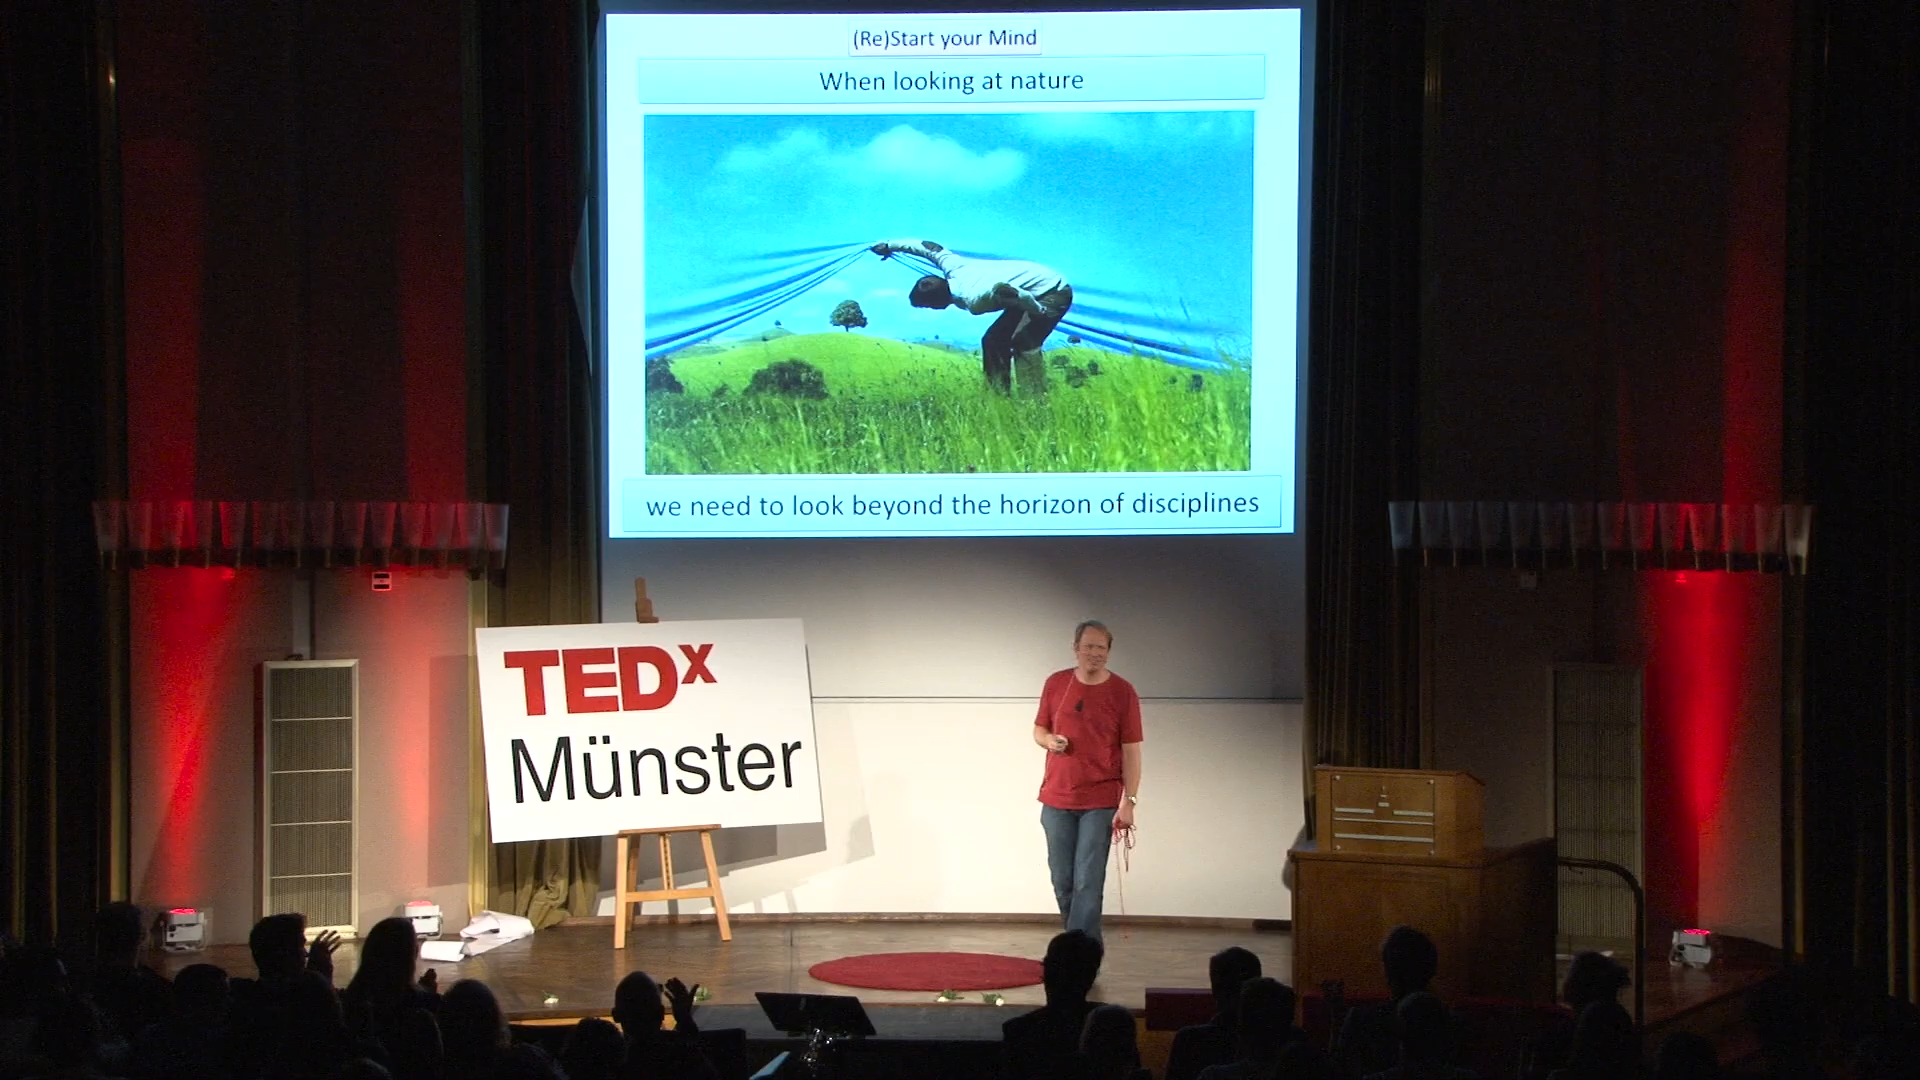 (Re)Start your Mind
When looking at nature
we need to look beyond the horizon of disciplines
TEDx
Münster